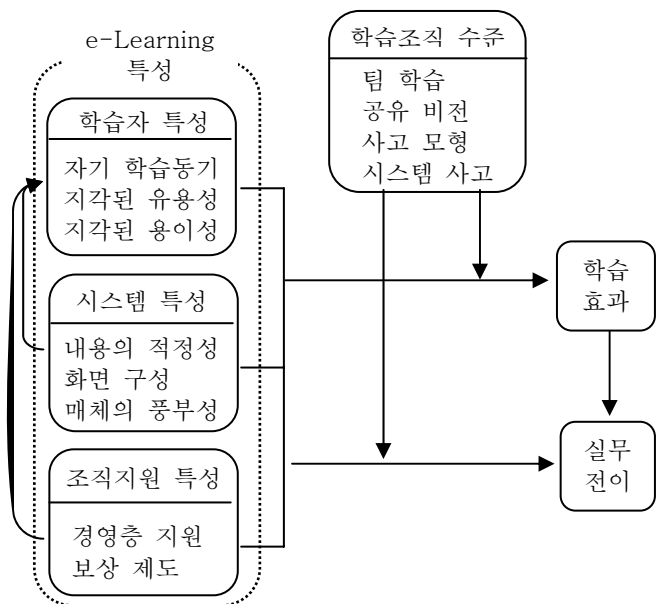 e-Learning
특성
학습자 특성
자기 학습동기
지각된 유용성
지각된 용이성
시스템 특성
내용의 적정성
화면 구성
매체의 풍부성
조직지원 특성
경영층 지원
보상 제도
학습조직 수준
팀 학습
공유 비전
사고 모형
시스템 사고
학습
효과
실무
전이